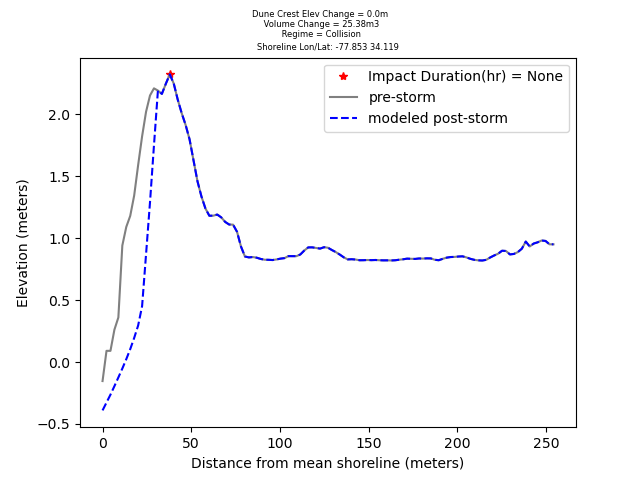 Dune Crest Elev Change = 0.0m
Volume Change = 25.38m3
Regime = Collision
Shoreline Lon/Lat: -77.853 34.119
Impact Duration(hr) = None
pre-storm
modeled post-storm
2.0
1.5
1.0
0.5
0.0
−0.5
Elevation (meters)
0 50 100 150 200 250
Distance from mean shoreline (meters)